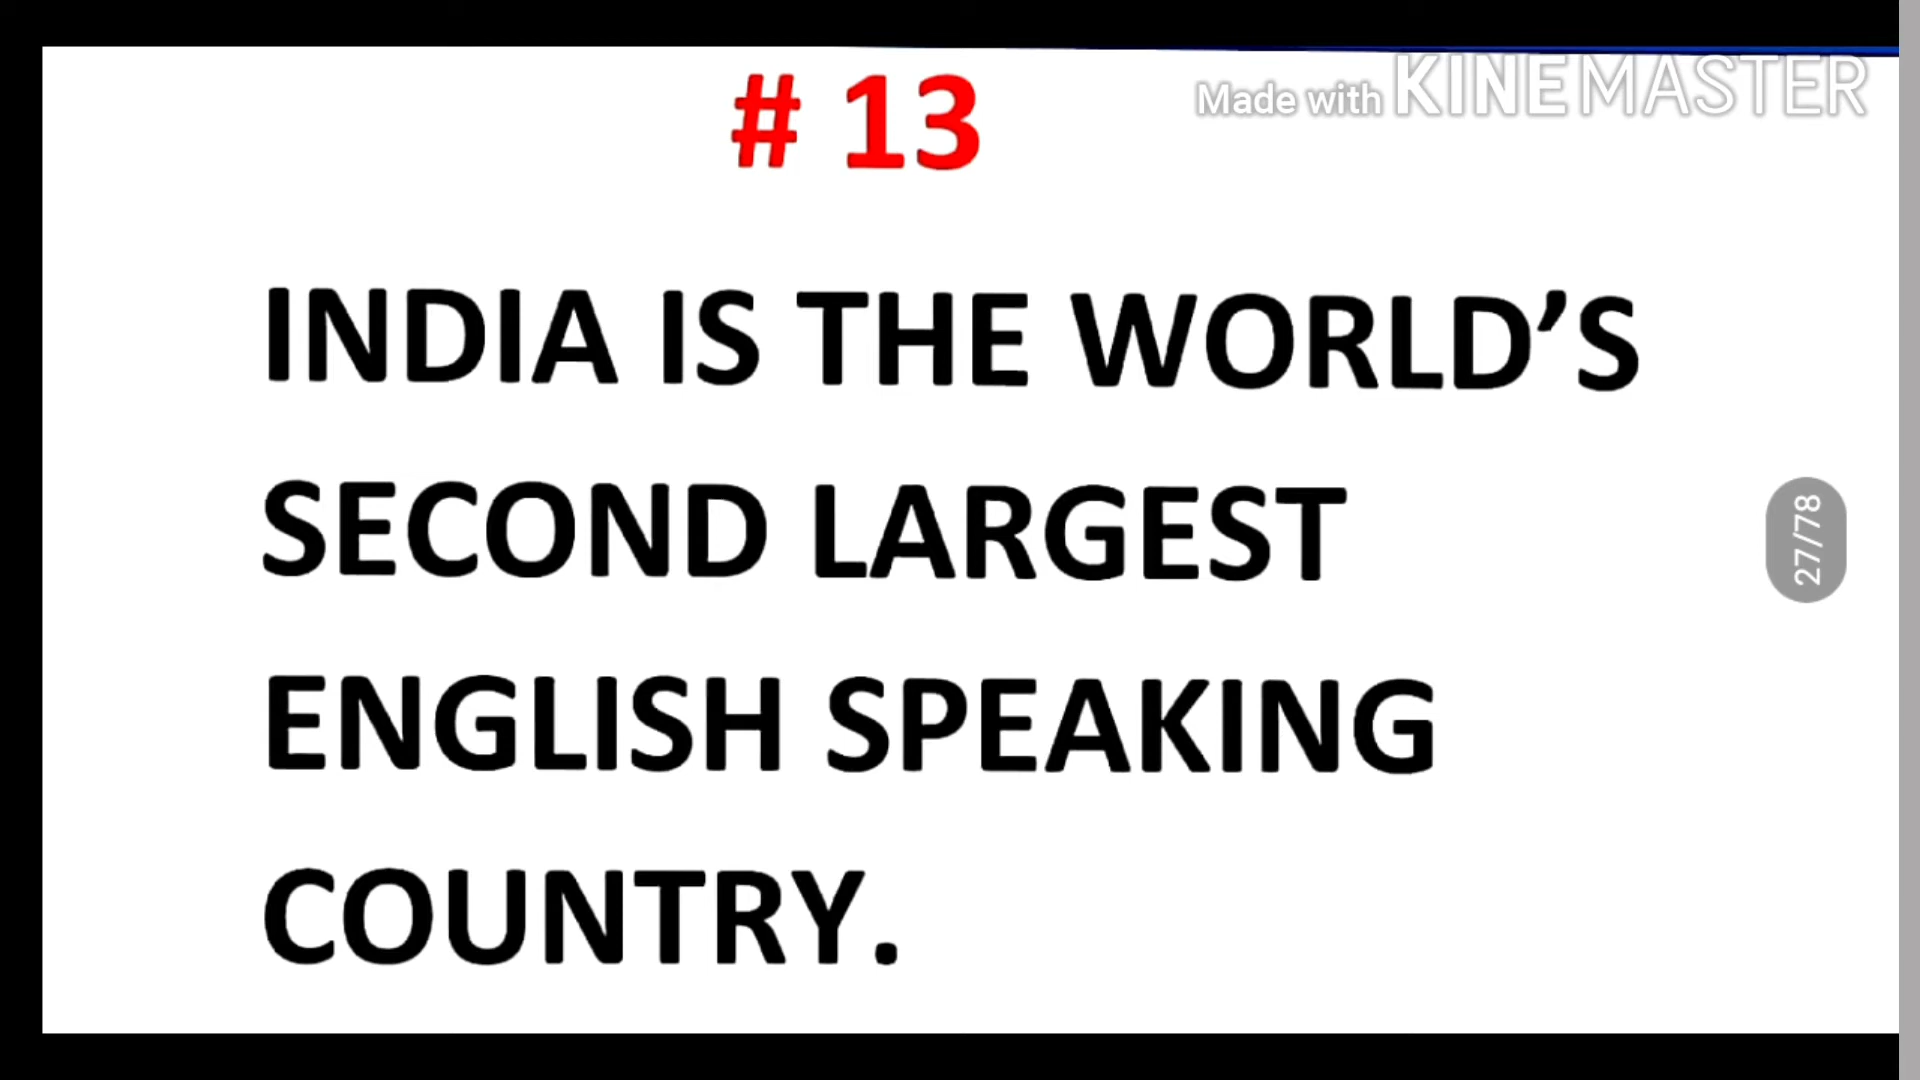 # 13
Made with KINEMASTER
INDIA IS THE WORLD’S
SECOND LARGEST
27/78
ENGLISH SPEAKING
COUNTRY.